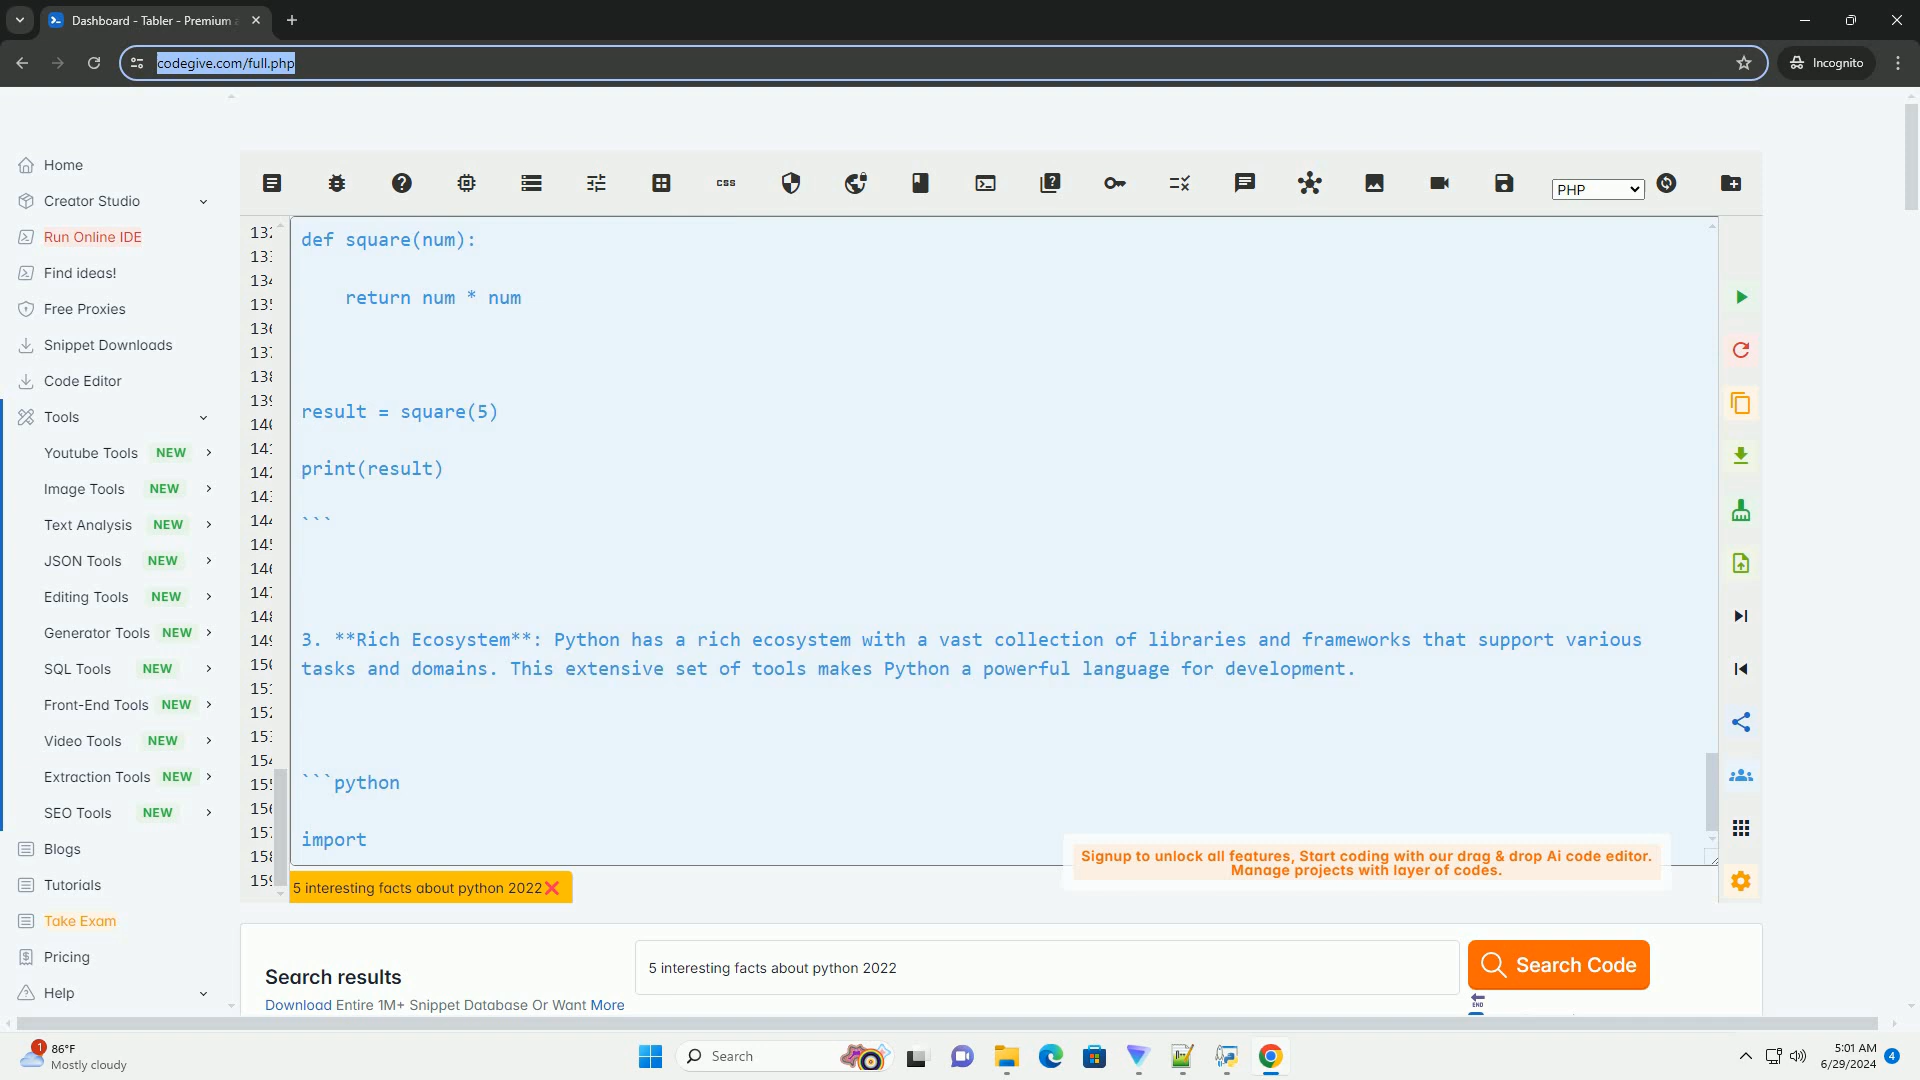 Dashboard - Tabler - Premium
codegive.com/full.php
Incognito
Home
Creator Studio
Run Online IDE
Find ideas!
Free Proxies
Snippet Downloads
Code Editor
Tools
Youtube Tools NEW
Image Tools NEW
Text Analysis NEW
JSON Tools NEW
Editing Tools NEW
Generator Tools NEW
SQL Tools NEW
Front-End Tools NEW
Video Tools NEW
Extraction Tools NEW
SEO Tools NEW
Blogs
Tutorials
Take Exam
Pricing
Help
CSS
PHP
def square(num):
return num * num
result = square(5)
print(result)
```
3. **Rich Ecosystem**: Python has a rich ecosystem with a vast collection of libraries and frameworks that support various
tasks and domains. This extensive set of tools makes Python a powerful language for development.
```python
import
Signup to unlock all features, Start coding with our drag & drop Ai code editor.
Manage projects with layer of codes.
5 interesting facts about python 2022
Search results
Download Entire 1M+ Snippet Database Or Want More
5 interesting facts about python 2022
Search Code
END
1
86°F
Mostly cloudy
Search
5:01 AM
6/29/2024
4